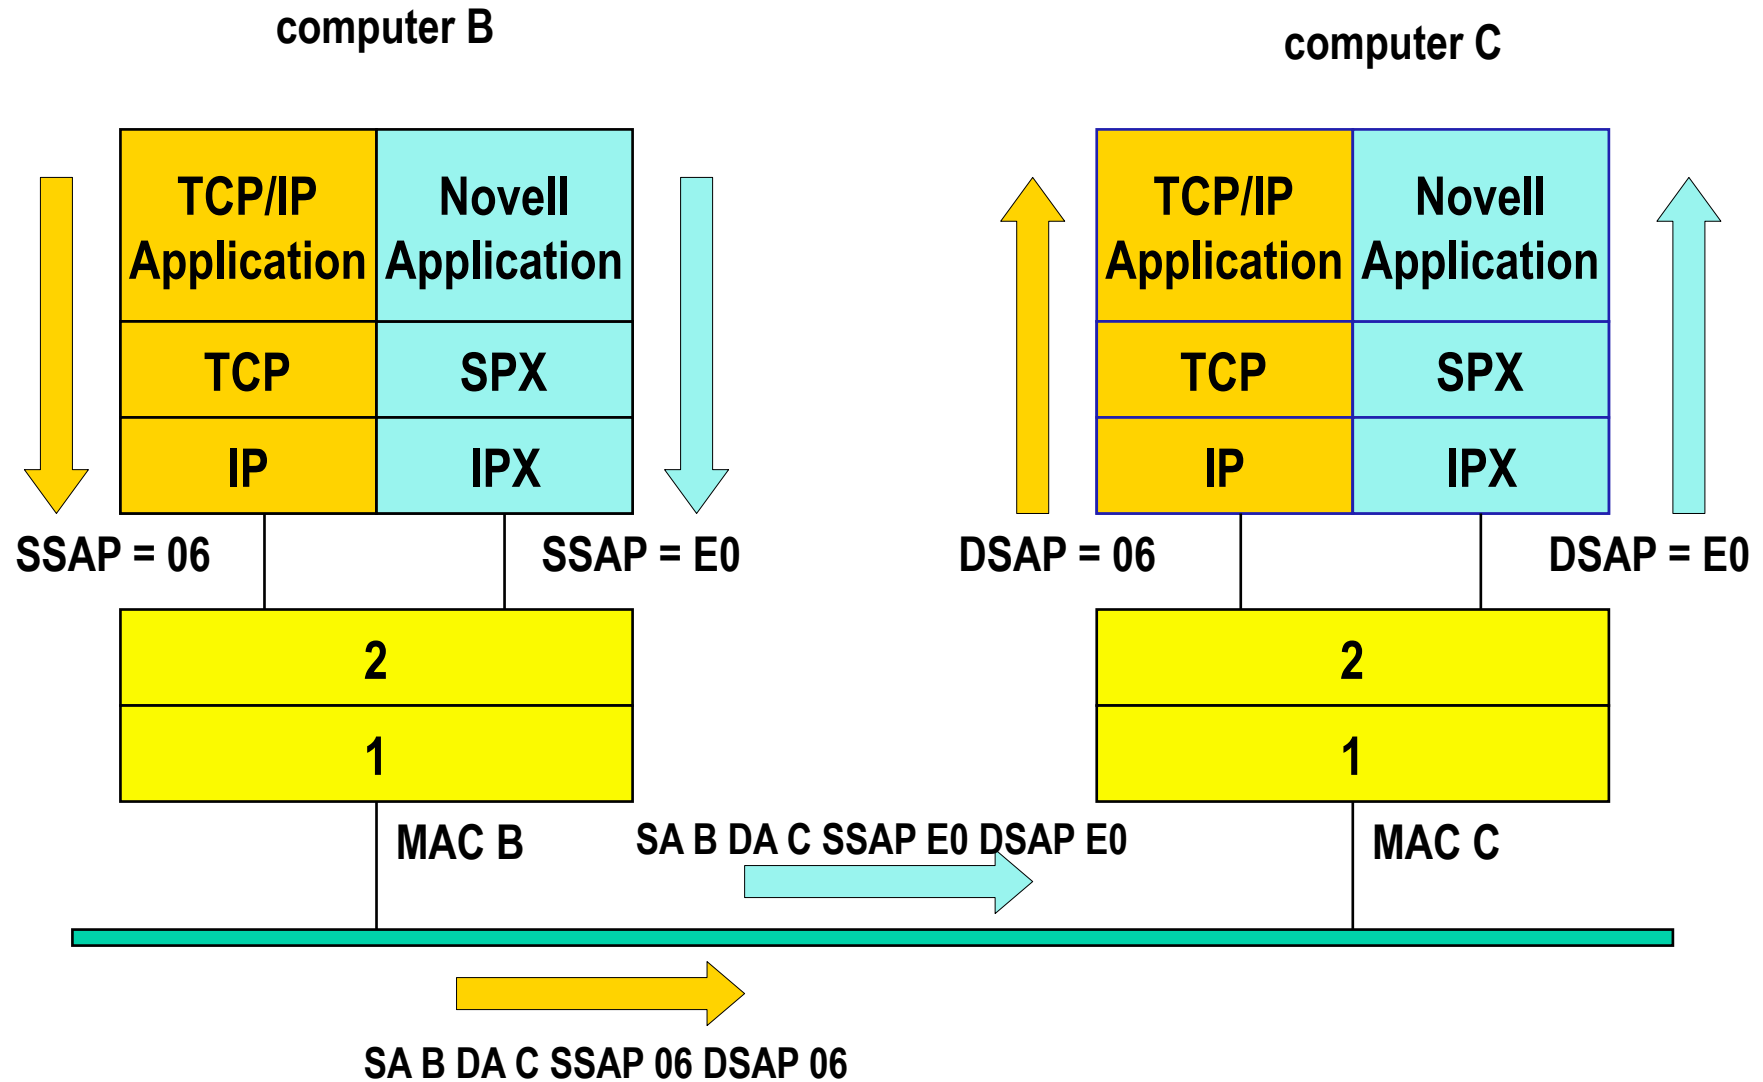 computer B
computer C
TCP/IP
Application
Novell
Application
TCP
SPX
IP
IPX
SSAP = 06
SSAP = E0
2
1
MAC B
TCP/IP
Application
Novell
Application
TCP
SPX
IP
IPX
DSAP = 06
DSAP = E0
2
1
MAC C
SA B DA C SSAP E0 DSAP E0
SA B DA C SSAP 06 DSAP 06